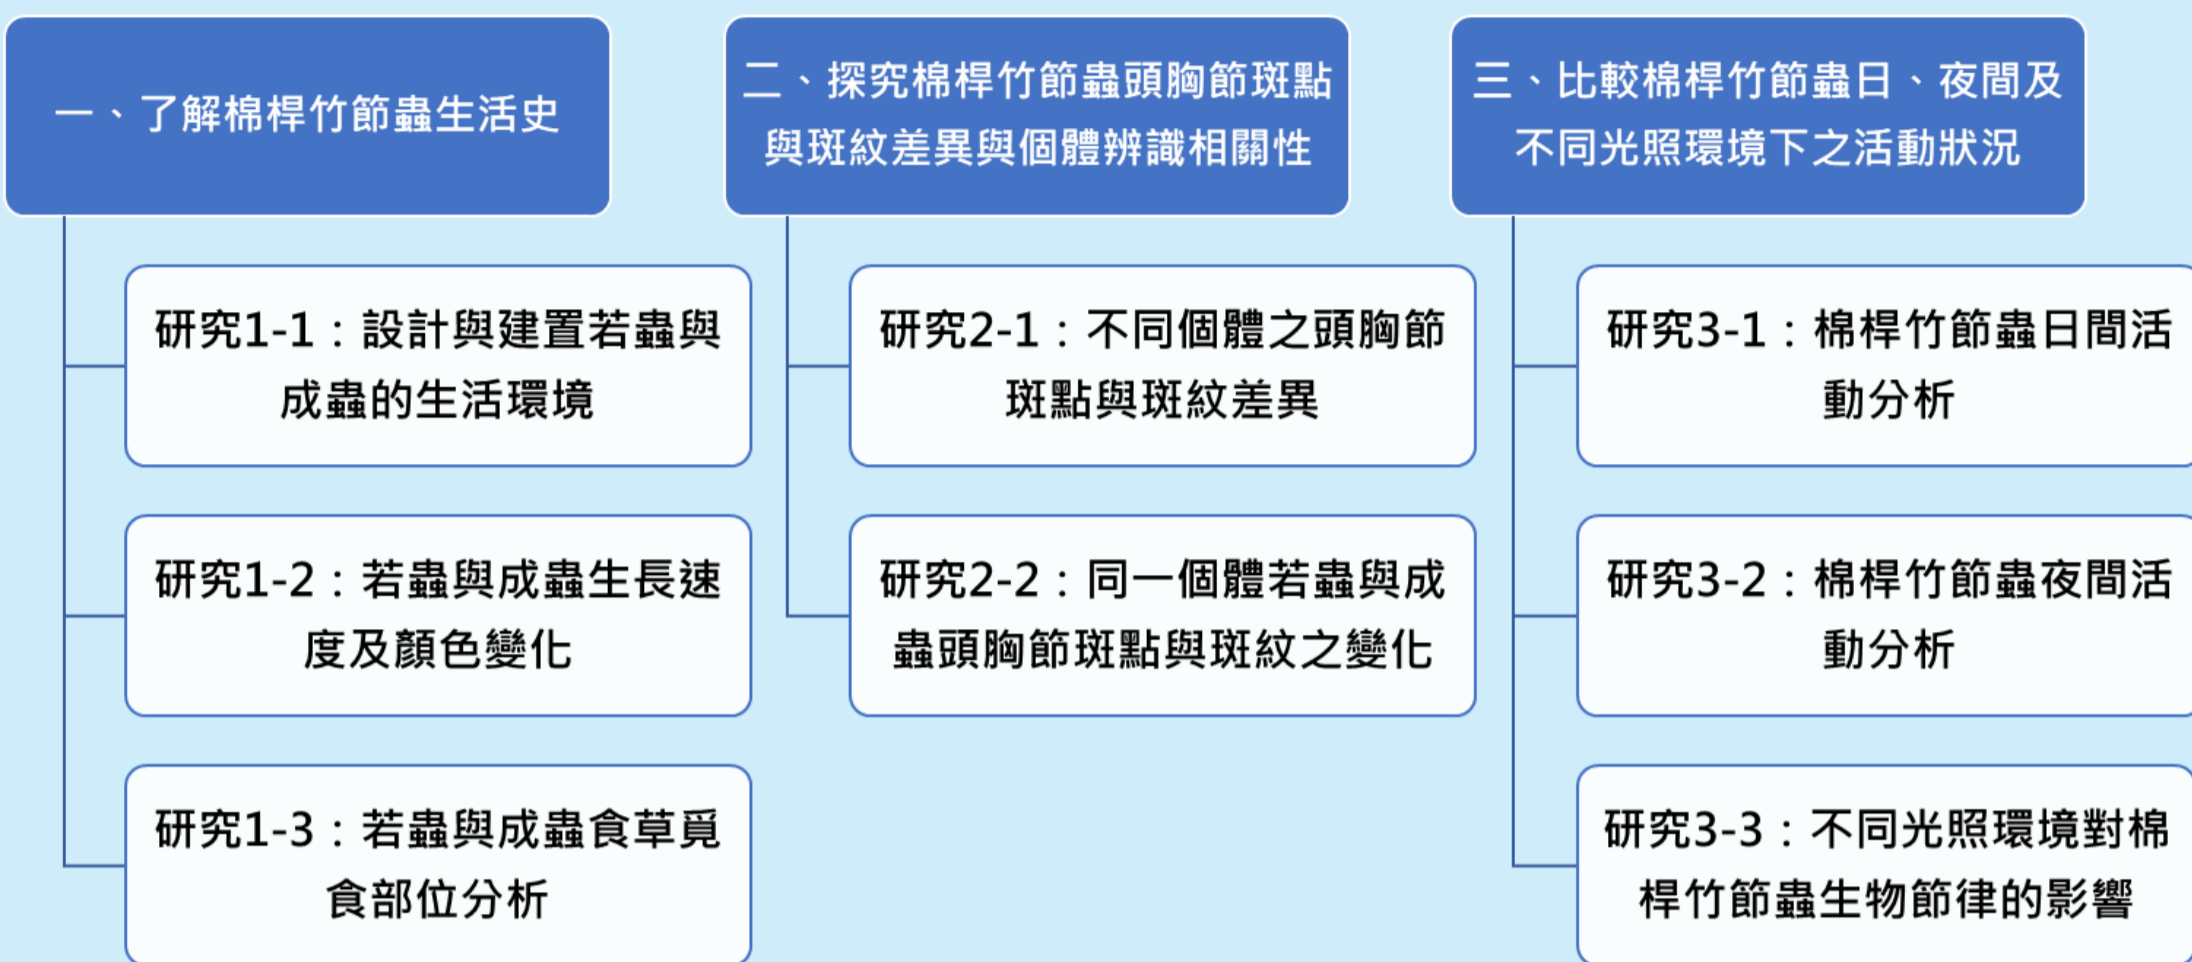 一、了解棉桿竹節蟲生活史
研究1-1：設計與建置若蟲與
成蟲的生活環境
研究1-2：若蟲與成蟲生長速
度及顏色變化
研究1-3：若蟲與成蟲食草覓
食部位分析
二、探究棉桿竹節蟲頭胸節斑點
與斑紋差異與個體辨識相關性
研究2-1：不同個體之頭胸節
斑點與斑紋差異
研究2-2：同一個體若蟲與成
蟲頭胸節斑點與斑紋之變化
三、比較棉桿竹節蟲日、夜間及
不同光照環境下之活動狀況
研究3-1：棉桿竹節蟲日間活
動分析
研究3-2：棉桿竹節蟲夜間活
動分析
研究3-3：不同光照環境對棉
桿竹節蟲生物節律的影響